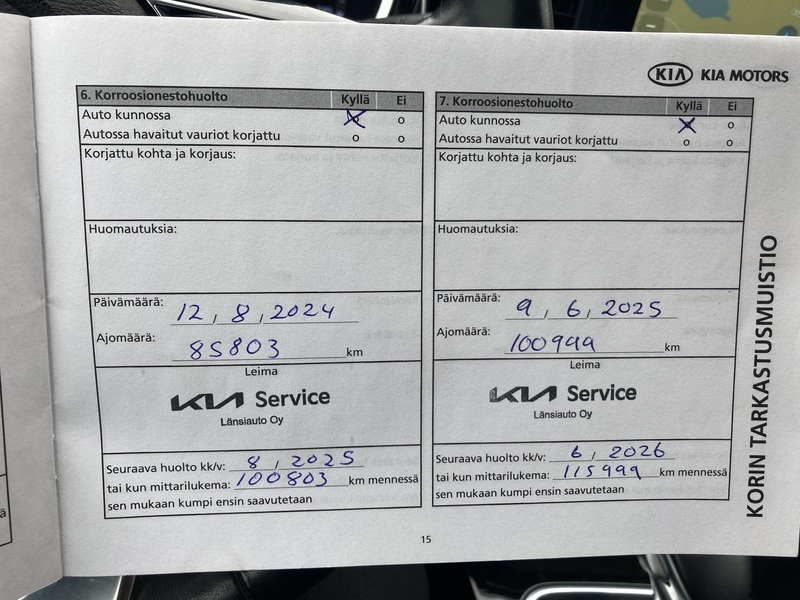 KIA KIA MOTORS
6. Korroosionestohuolto Kyllä Ei
Auto kunnossa o
Autossa havaitut vauriot korjattu o o
Korjattu kohta ja korjaus:
Huomautuksia:
Päivämäärä: 12, 8, 2024
Ajomäärä: 85803 km
Leima
KIA Service
Länsiauto Oy
Seuraava huolto kk/v: 8, 2025
tai kun mittarilukema: 100803 km mennessä
sen mukaan kumpi ensin saavutetaan
7. Korroosionestohuolto Kyllä Ei
Auto kunnossa o
Autossa havaitut vauriot korjattu o o
Korjattu kohta ja korjaus:
Huomautuksia:
Päivämäärä: 9, 6, 2025
Ajomäärä: 100999 km
Leima
KIA Service
Länsiauto Oy
Seuraava huolto kk/v: 6, 2026
tai kun mittarilukema: 115999 km mennessä
sen mukaan kumpi ensin saavutetaan
KORIN TARKASTUSMUISTIO
15